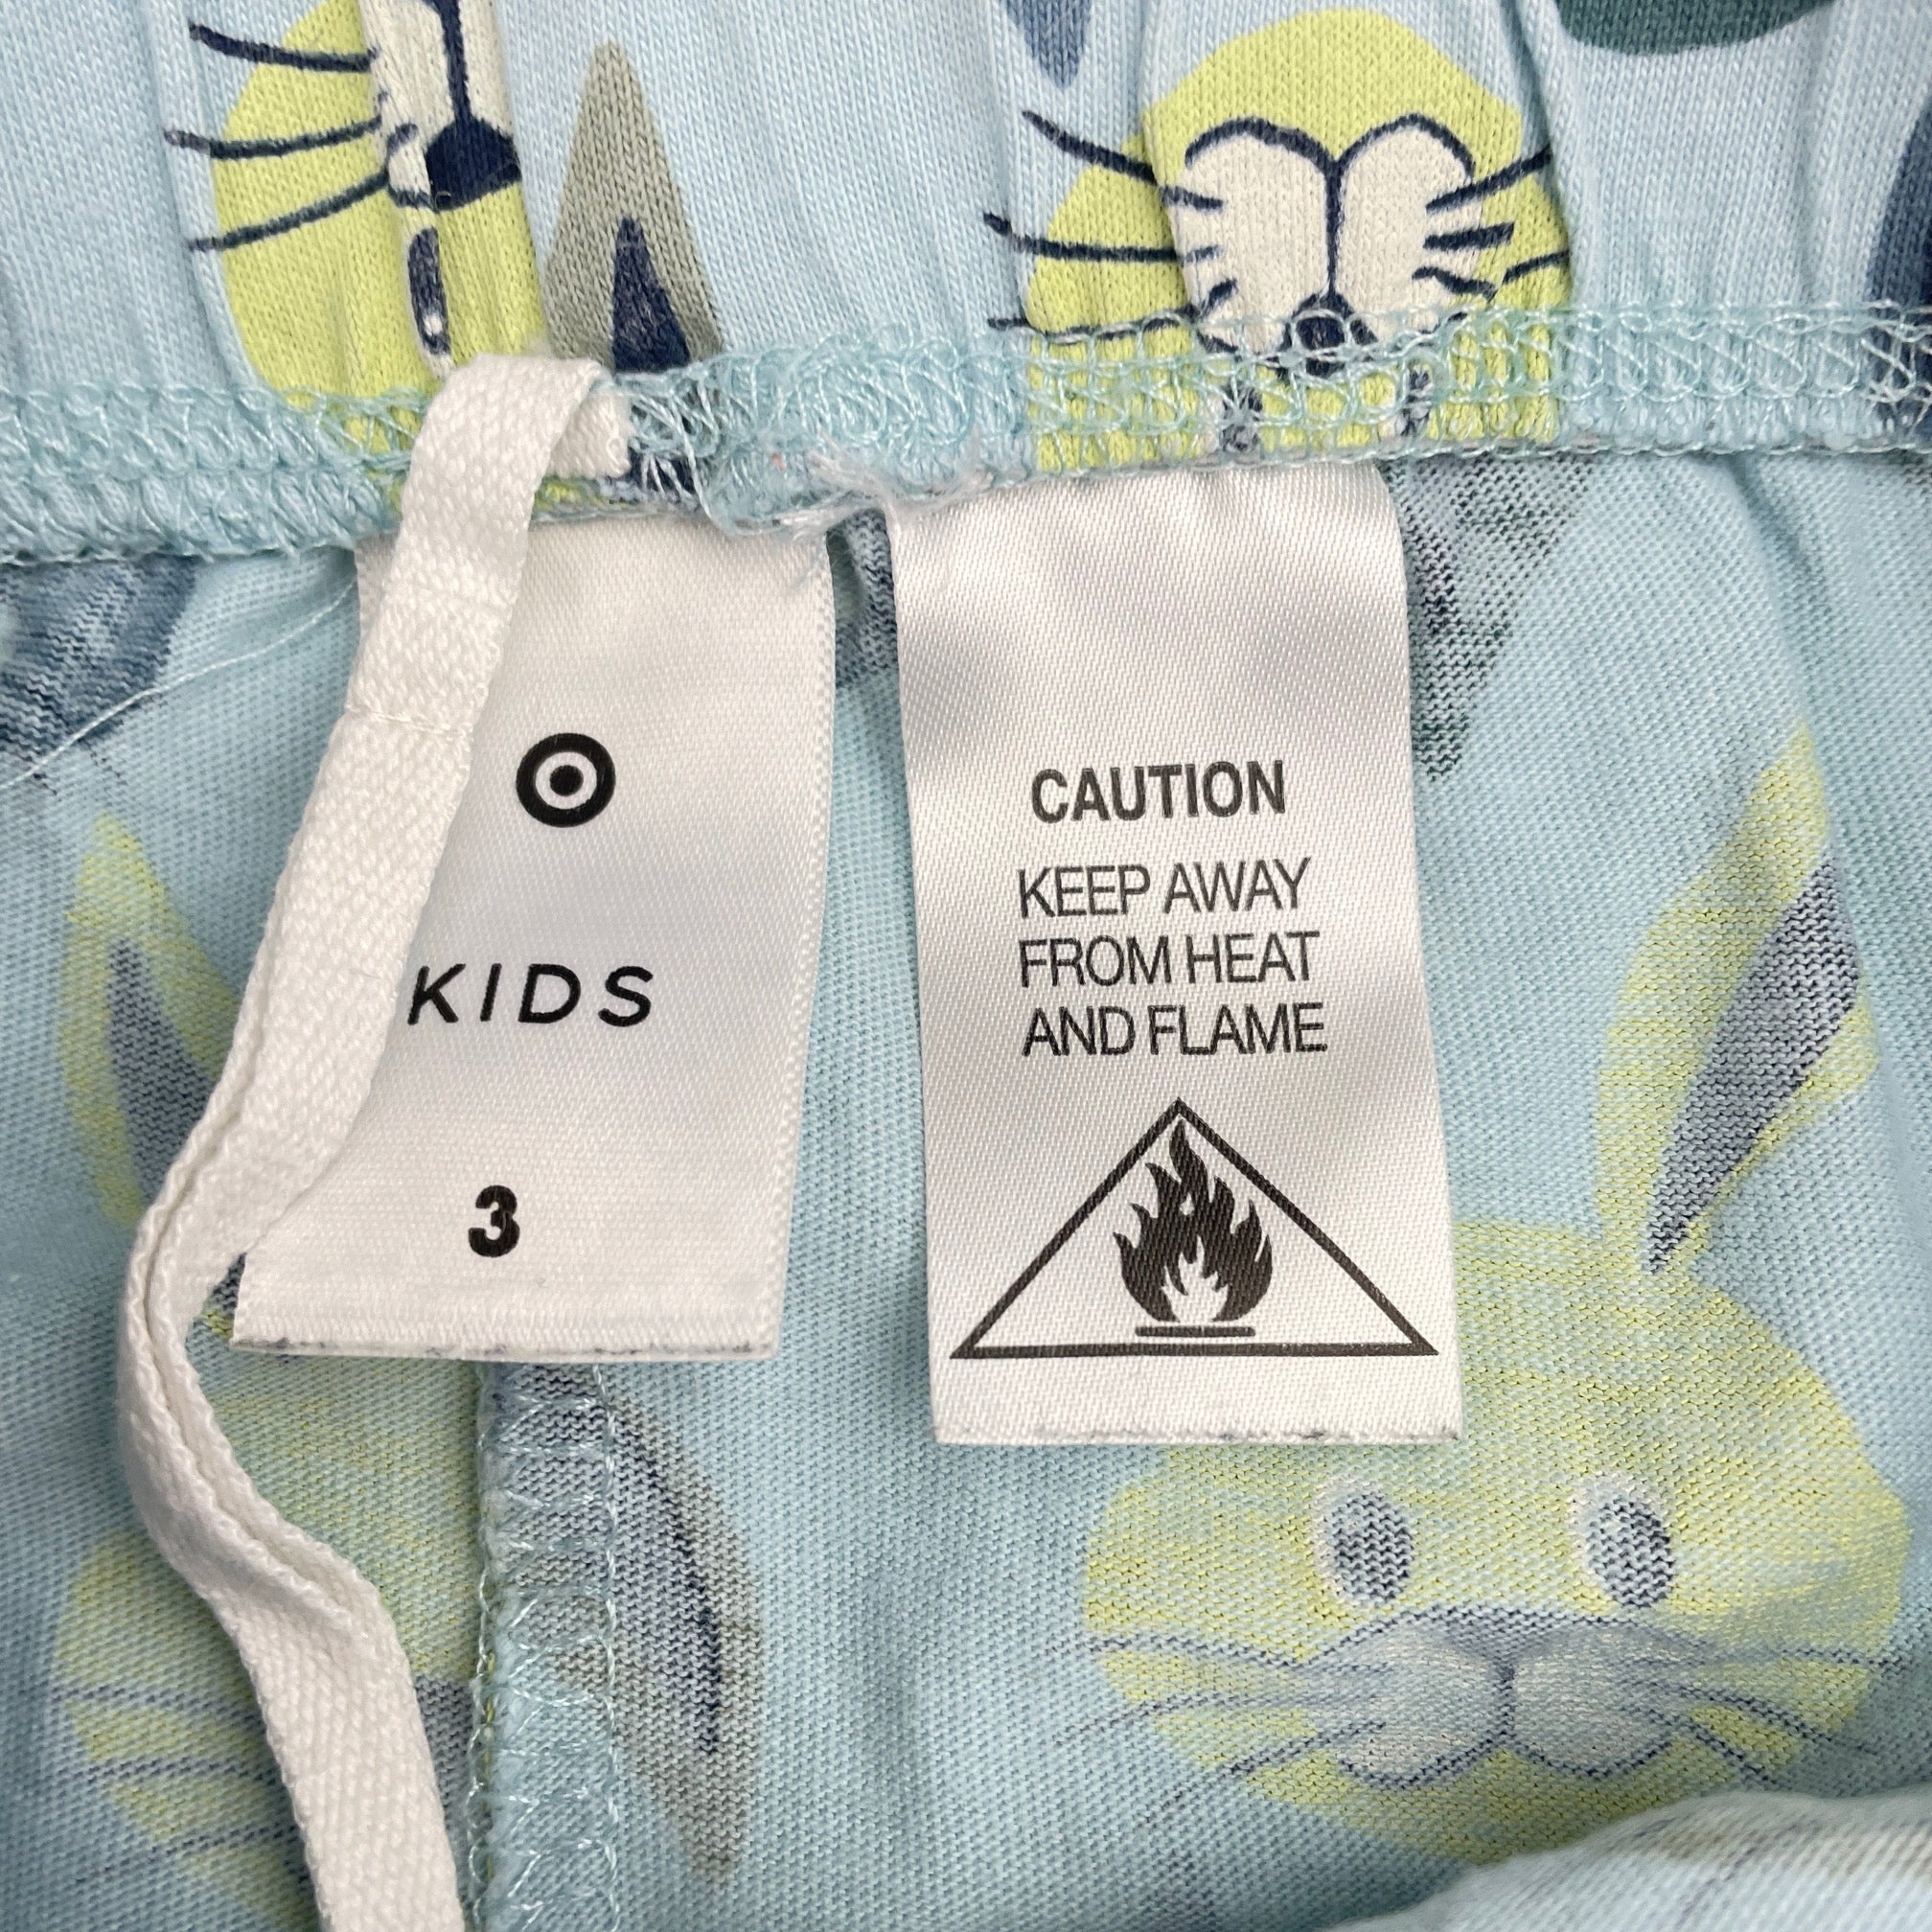 KIDS
3
CAUTION
KEEP AWAY
FROM HEAT
AND FLAME